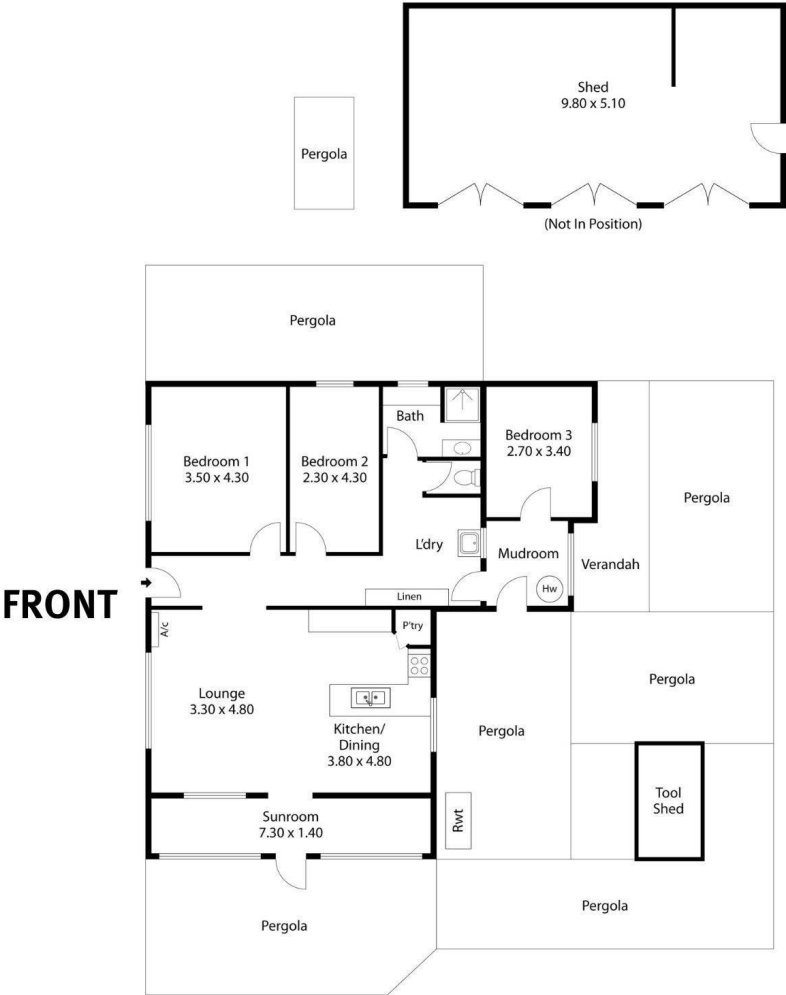 Shed
9.80 x 5.10
Pergola
(Not In Position)
Pergola
Bath
Bedroom 3
2.70 x 3.40
Bedroom 1
3.50 x 4.30
Bedroom 2
2.30 x 4.30
Pergola
L'dry
Mudroom
Verandah
Hw
Linen
FRONT
P'try
A/c
Pergola
Lounge
3.30 x 4.80
Kitchen/
Dining
3.80 x 4.80
Pergola
Tool
Shed
Sunroom
7.30 x 1.40
Rwt
Pergola
Pergola